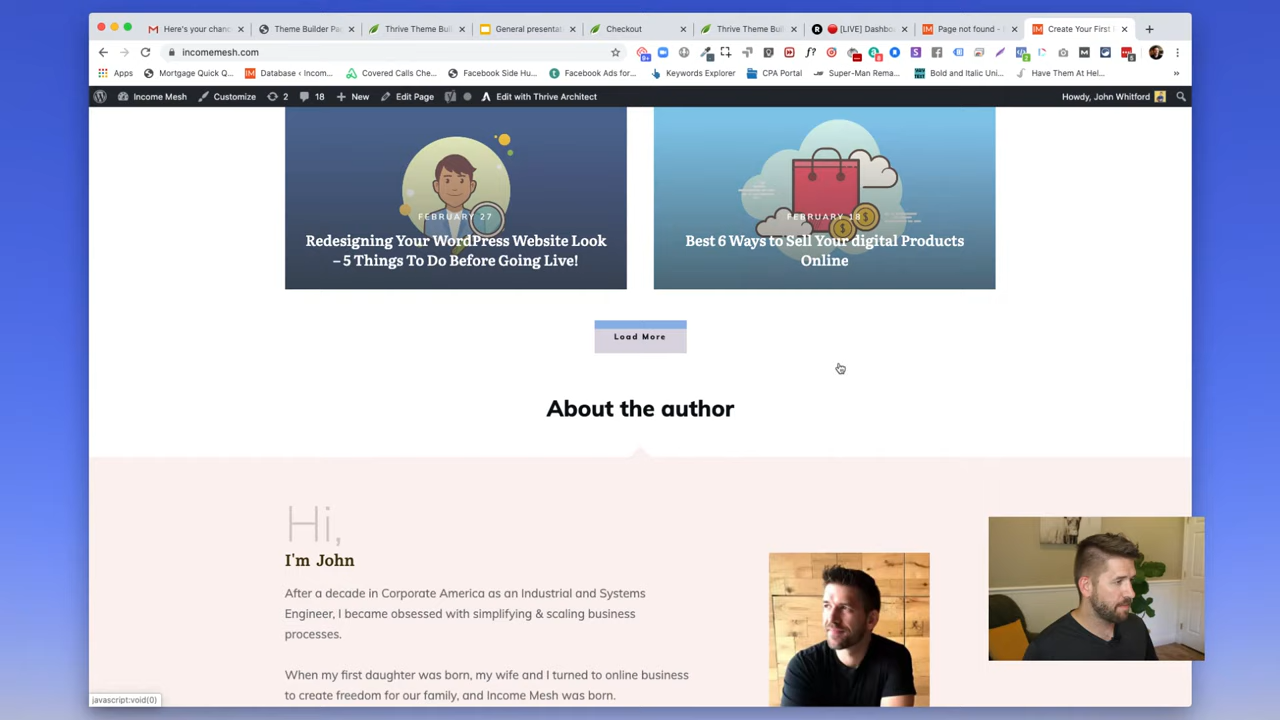 Here's your chanc
Theme Builder Pa
Thrive Theme Buil
General presentat
Checkout
Thrive Theme Buil
[LIVE] Dashbo
Page not found -
Create Your First
incomemesh.com
Apps
Mortgage Quick Q...
Database ‹ Incom...
Covered Calls Che...
Facebook Side Hu...
Facebook Ads for...
Keywords Explorer
CPA Portal
Super-Man Rema...
Bold and Italic Uni...
Have Them At Hel...
Income Mesh
Customize
2
18
New
Edit Page
Edit with Thrive Architect
Howdy, John Whitford
FEBRUARY 27
Redesigning Your WordPress Website Look
– 5 Things To Do Before Going Live!
FEBRUARY 18
Best 6 Ways to Sell Your digital Products
Online
Load More
About the author
Hi,
I'm John
After a decade in Corporate America as an Industrial and Systems
Engineer, I became obsessed with simplifying & scaling business
processes.
When my first daughter was born, my wife and I turned to online business
to create freedom for our family, and Income Mesh was born.
javascript:void(0)